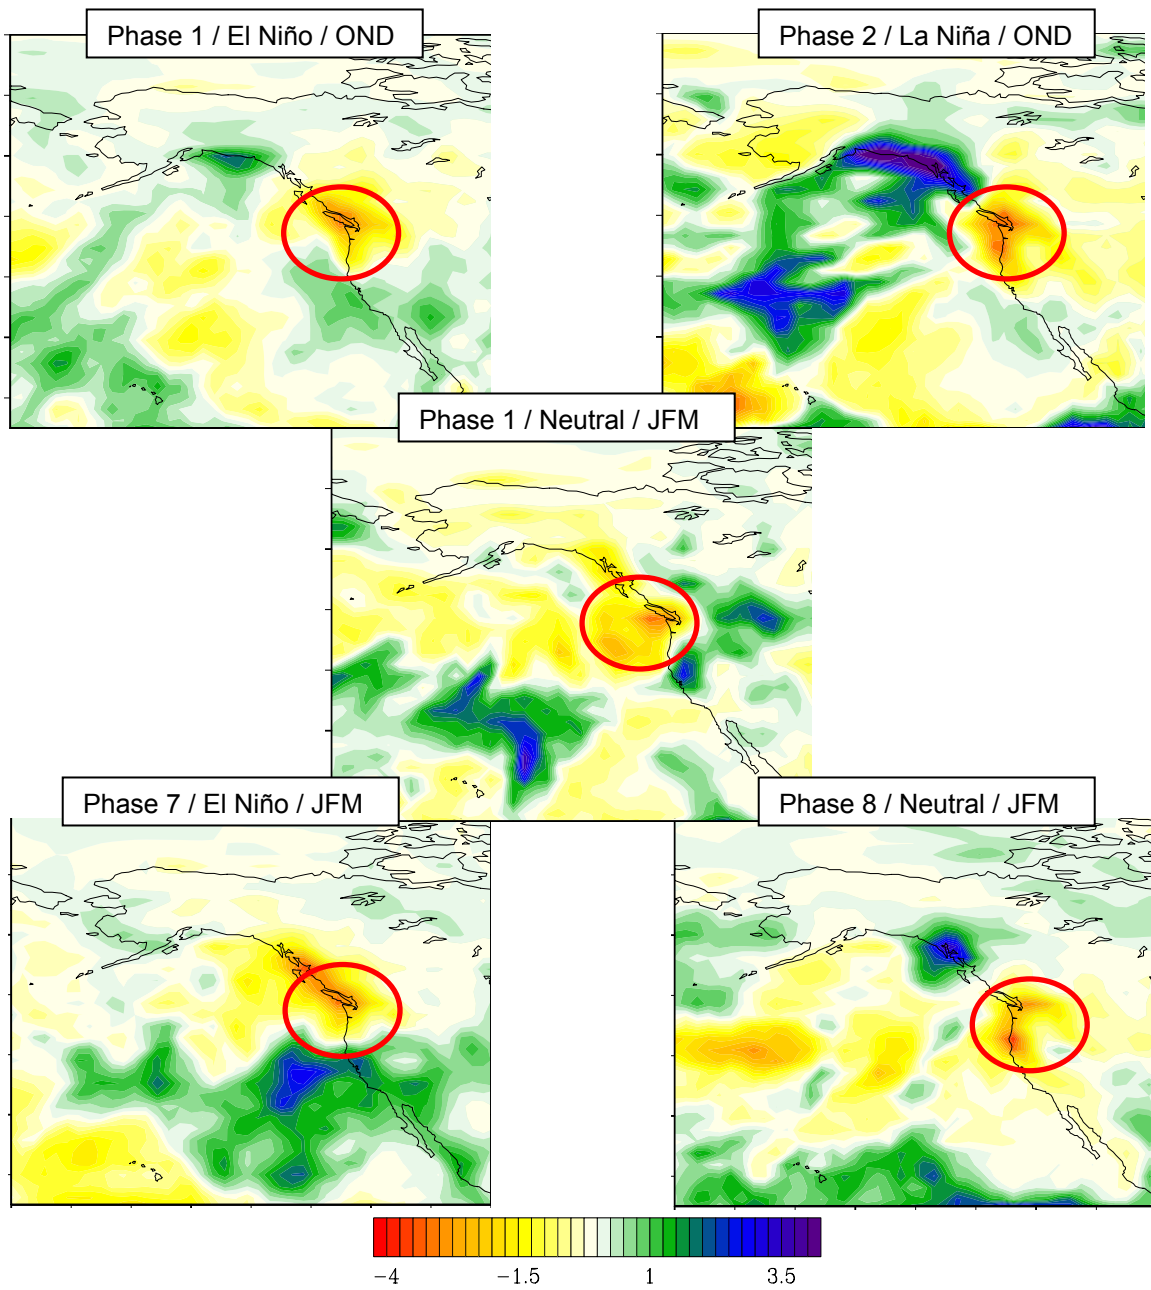 Phase 1 / El Niño / OND
Phase 2 / La Niña / OND
Phase 1 / Neutral / JFM
Phase 7 / El Niño / JFM
Phase 8 / Neutral / JFM
−4 −1.5 1 3.5